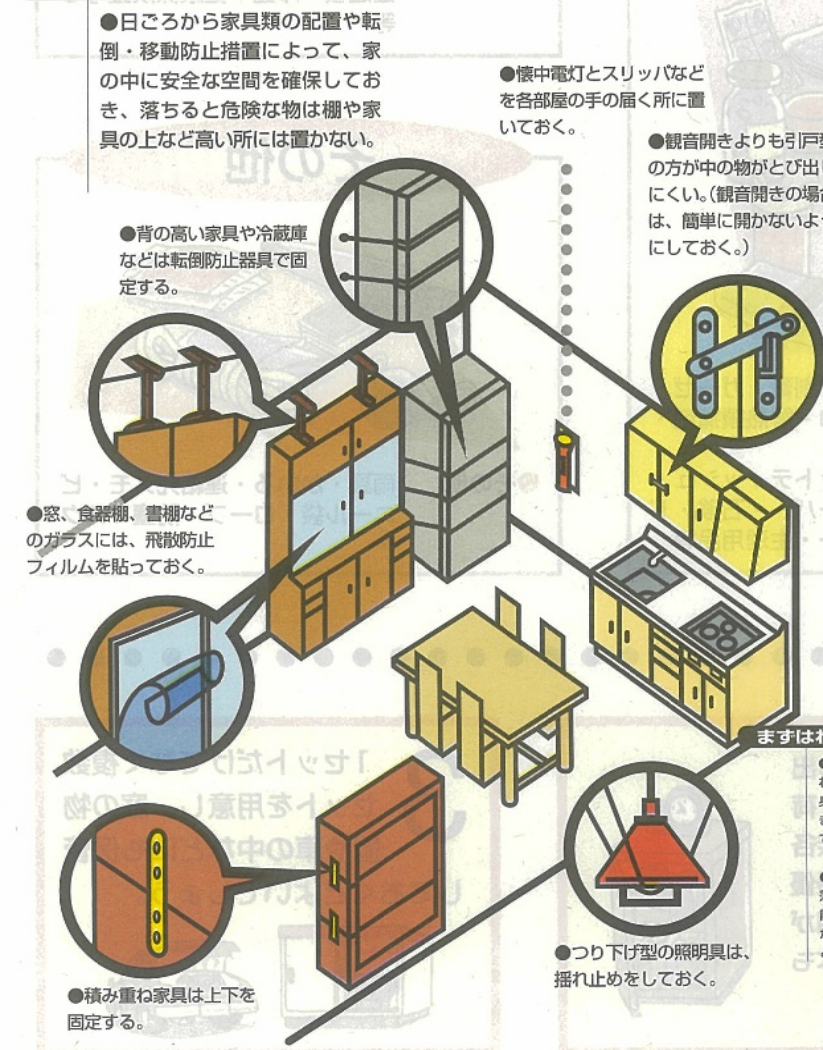 ●日ごろから家具類の配置や転
倒・移動防止措置によって、家
の中に安全な空間を確保してお
き、落ちると危険な物は棚や家
具の上など高い所には置かない。
●懐中電灯とスリッパなど
を各部屋の手の届く所に置
いておく。
●観音開きよりも引戸型
の方が中の物がとび出し
にくい。(観音開きの場合
は、簡単に開かないよう
にしておく。)
●背の高い家具や冷蔵庫
などは転倒防止器具で固
定する。
●窓、食器棚、書棚など
のガラスには、飛散防止
フィルムを貼っておく。
まずは
●つり下げ型の照明具は、
揺れ止めをしておく。
●積み重ね家具は上下を
固定する。